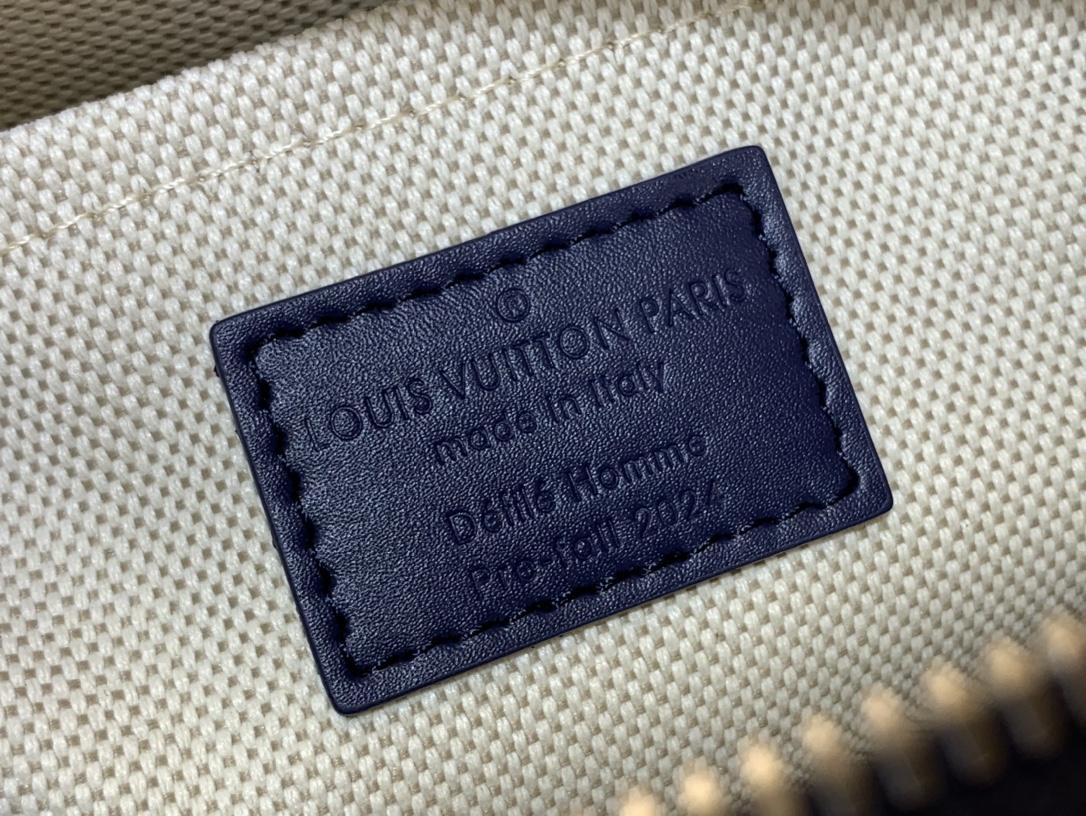 ®
LOUIS VUITTON PARIS
made in Italy
Défilé Homme
Pre-fall 2024